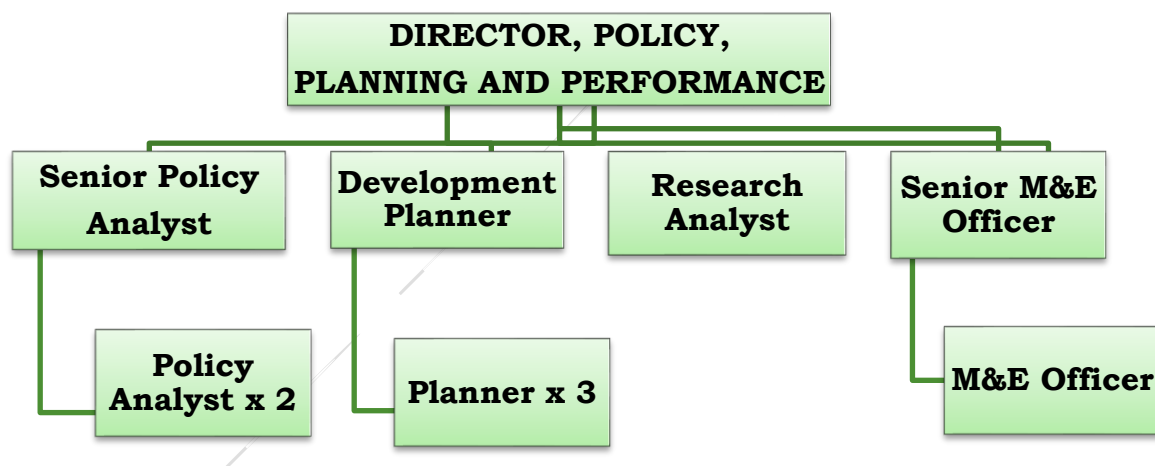 DIRECTOR, POLICY,
PLANNING AND PERFORMANCE
Senior Policy
Analyst
Development
Planner
Research
Analyst
Senior M&E
Officer
Policy
Analyst x 2
Planner x 3
M&E Officer